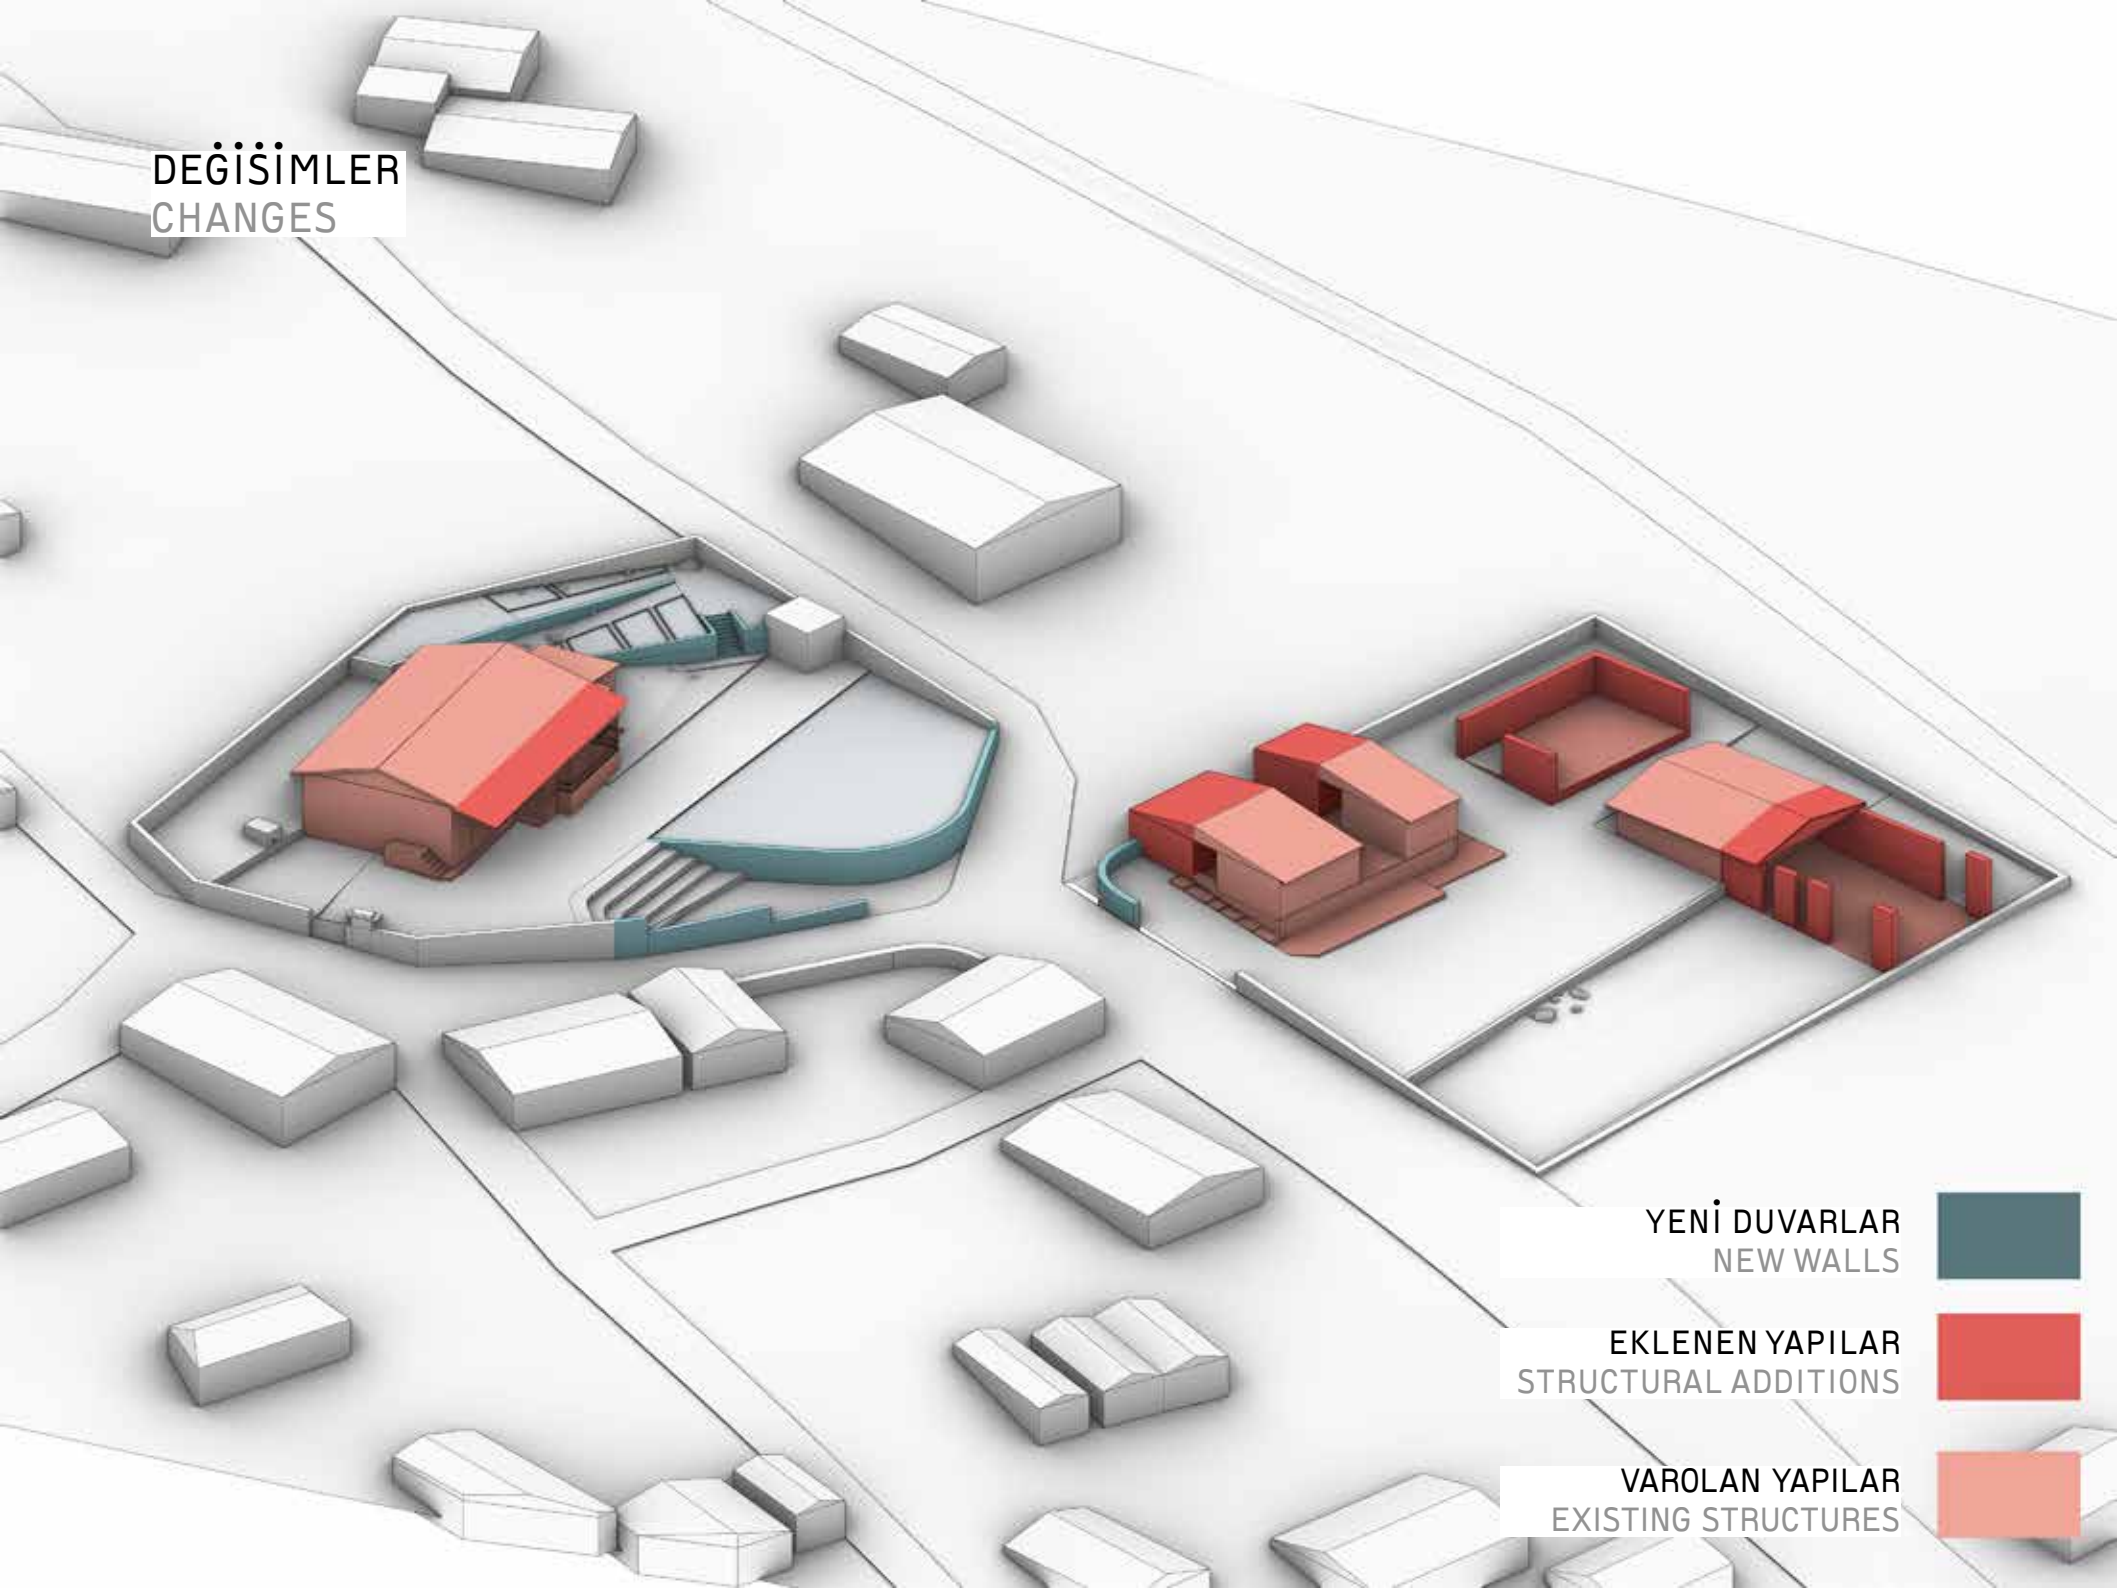 DEĞİŞİMLER
CHANGES
YENİ DUVARLAR
NEW WALLS
EKLENEN YAPILAR
STRUCTURAL ADDITIONS
VAROLAN YAPILAR
EXISTING STRUCTURES